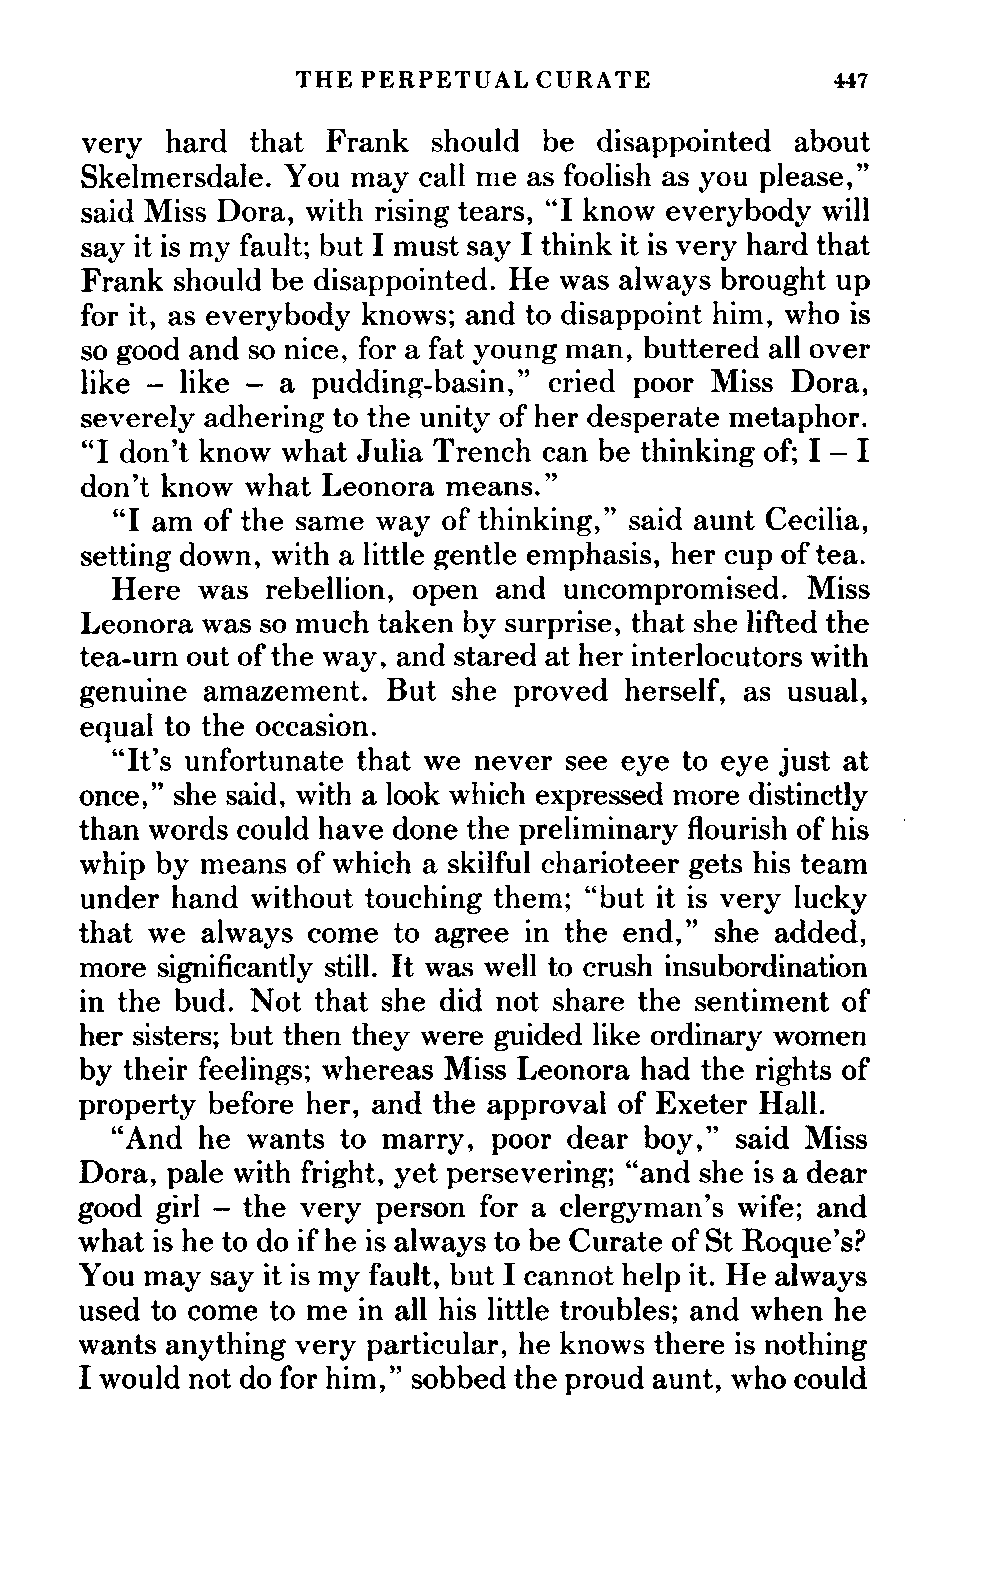 THE PERPETUAL CURATE 447
very hard that Frank should be disappointed about
Skelmersdale. You may call me as foolish as you please,”
said Miss Dora, with rising tears, “I know everybody will
say it is my fault; but I must say I think it is very hard that
Frank should be disappointed. He was always brought up
for it, as everybody knows; and to disappoint him, who is
so good and so nice, for a fat young man, buttered all over
like – like – a pudding-basin,” cried poor Miss Dora,
severely adhering to the unity of her desperate metaphor.
“I don’t know what Julia Trench can be thinking of; I – I
don’t know what Leonora means.”
“I am of the same way of thinking,” said aunt Cecilia,
setting down, with a little gentle emphasis, her cup of tea.
Here was rebellion, open and uncompromised. Miss
Leonora was so much taken by surprise, that she lifted the
tea-urn out of the way, and stared at her interlocutors with
genuine amazement. But she proved herself, as usual,
equal to the occasion.
“It’s unfortunate that we never see eye to eye just at
once,” she said, with a look which expressed more distinctly
than words could have done the preliminary flourish of his
whip by means of which a skilful charioteer gets his team
under hand without touching them; “but it is very lucky
that we always come to agree in the end,” she added,
more significantly still. It was well to crush insubordination
in the bud. Not that she did not share the sentiment of
her sisters; but then they were guided like ordinary women
by their feelings; whereas Miss Leonora had the rights of
property before her, and the approval of Exeter Hall.
“And he wants to marry, poor dear boy,” said Miss
Dora, pale with fright, yet persevering; “and she is a dear
good girl – the very person for a clergyman’s wife; and
what is he to do if he is always to be Curate of St Roque’s?
You may say it is my fault, but I cannot help it. He always
used to come to me in all his little troubles; and when he
wants anything very particular, he knows there is nothing
I would not do for him,” sobbed the proud aunt, who could